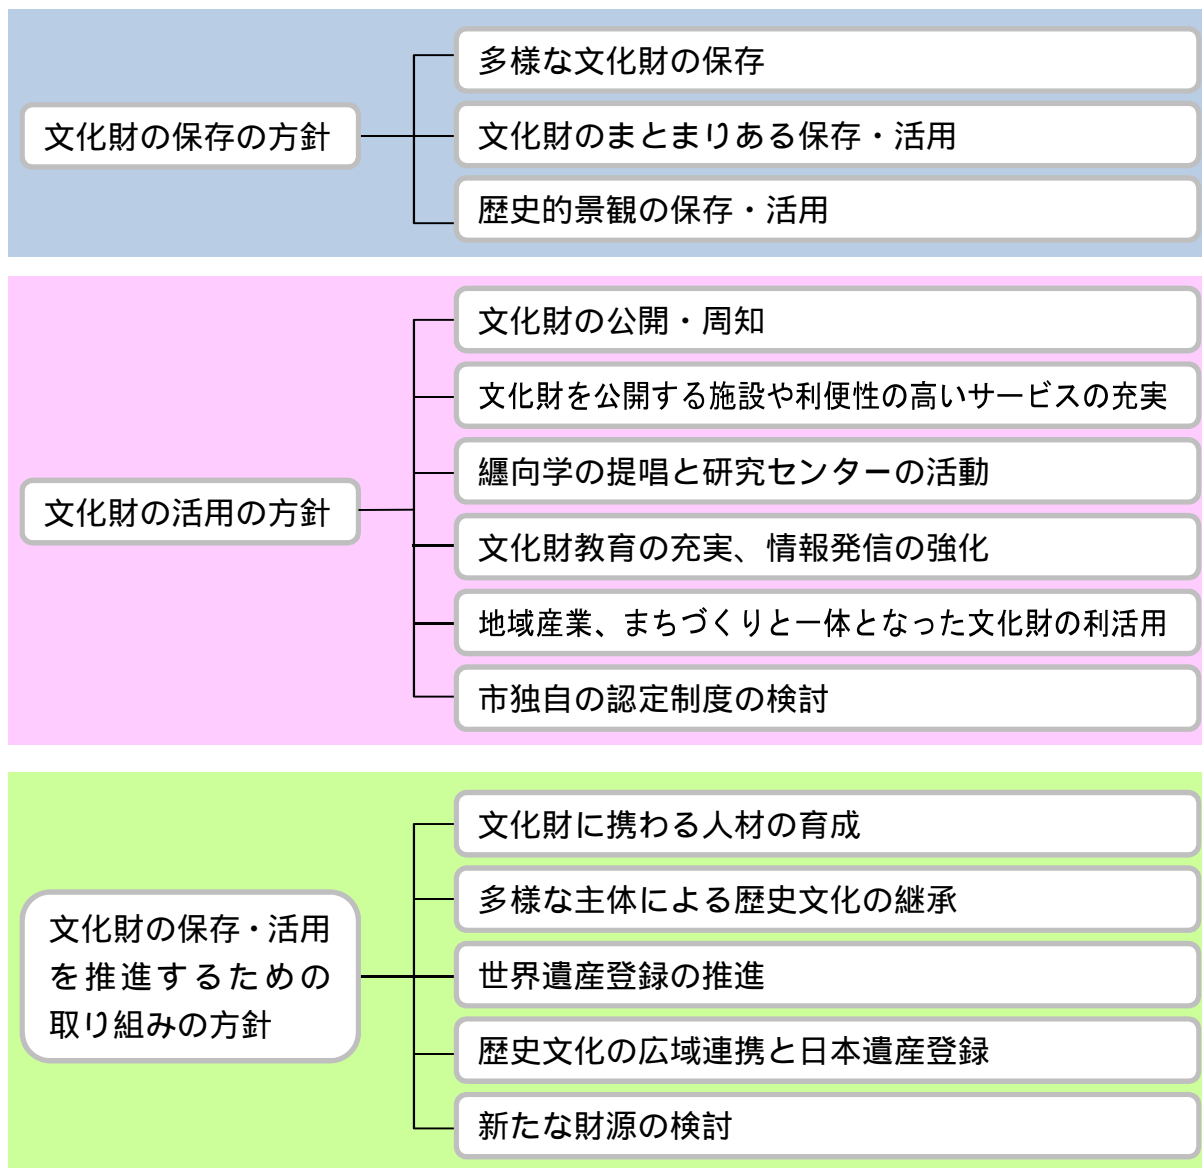 文化財の保存の方針
多様な文化財の保存
文化財のまとまりある保存・活用
歴史的景観の保存・活用
文化財の活用の方針
文化財の公開・周知
文化財を公開する施設や利便性の高いサービスの充実
纒向学の提唱と研究センターの活動
文化財教育の充実、情報発信の強化
地域産業、まちづくりと一体となった文化財の利活用
市独自の認定制度の検討
文化財の保存・活用
を推進するための
取り組みの方針
文化財に携わる人材の育成
多様な主体による歴史文化の継承
世界遺産登録の推進
歴史文化の広域連携と日本遺産登録
新たな財源の検討